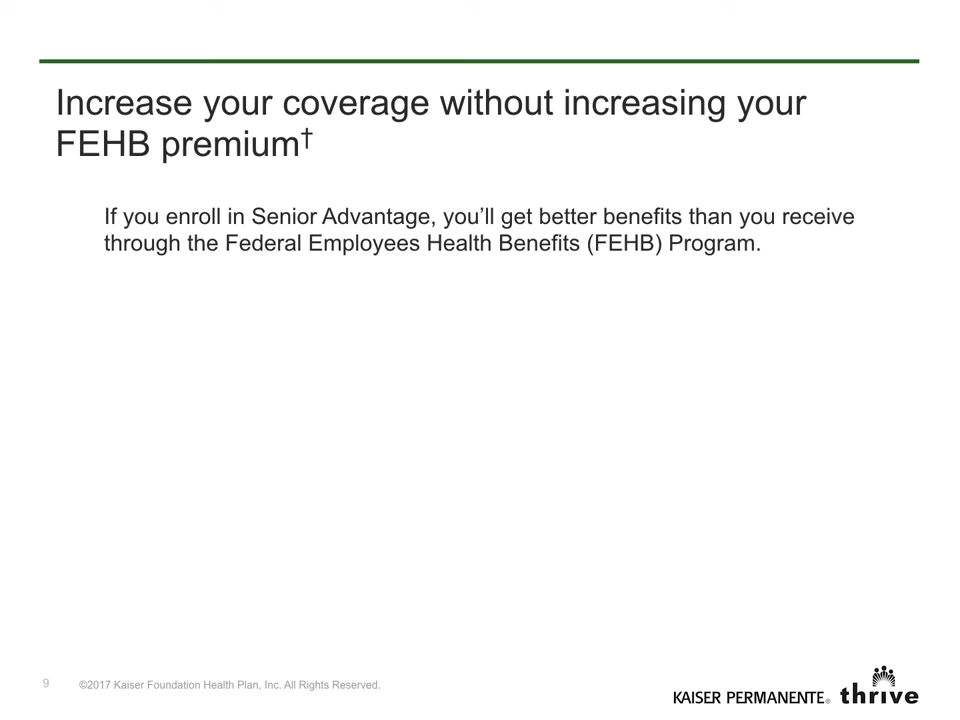 Increase your coverage without increasing your
FEHB premium†
If you enroll in Senior Advantage, you’ll get better benefits than you receive
through the Federal Employees Health Benefits (FEHB) Program.
9 ©2017 Kaiser Foundation Health Plan, Inc. All Rights Reserved.
KAISER PERMANENTE® thrive